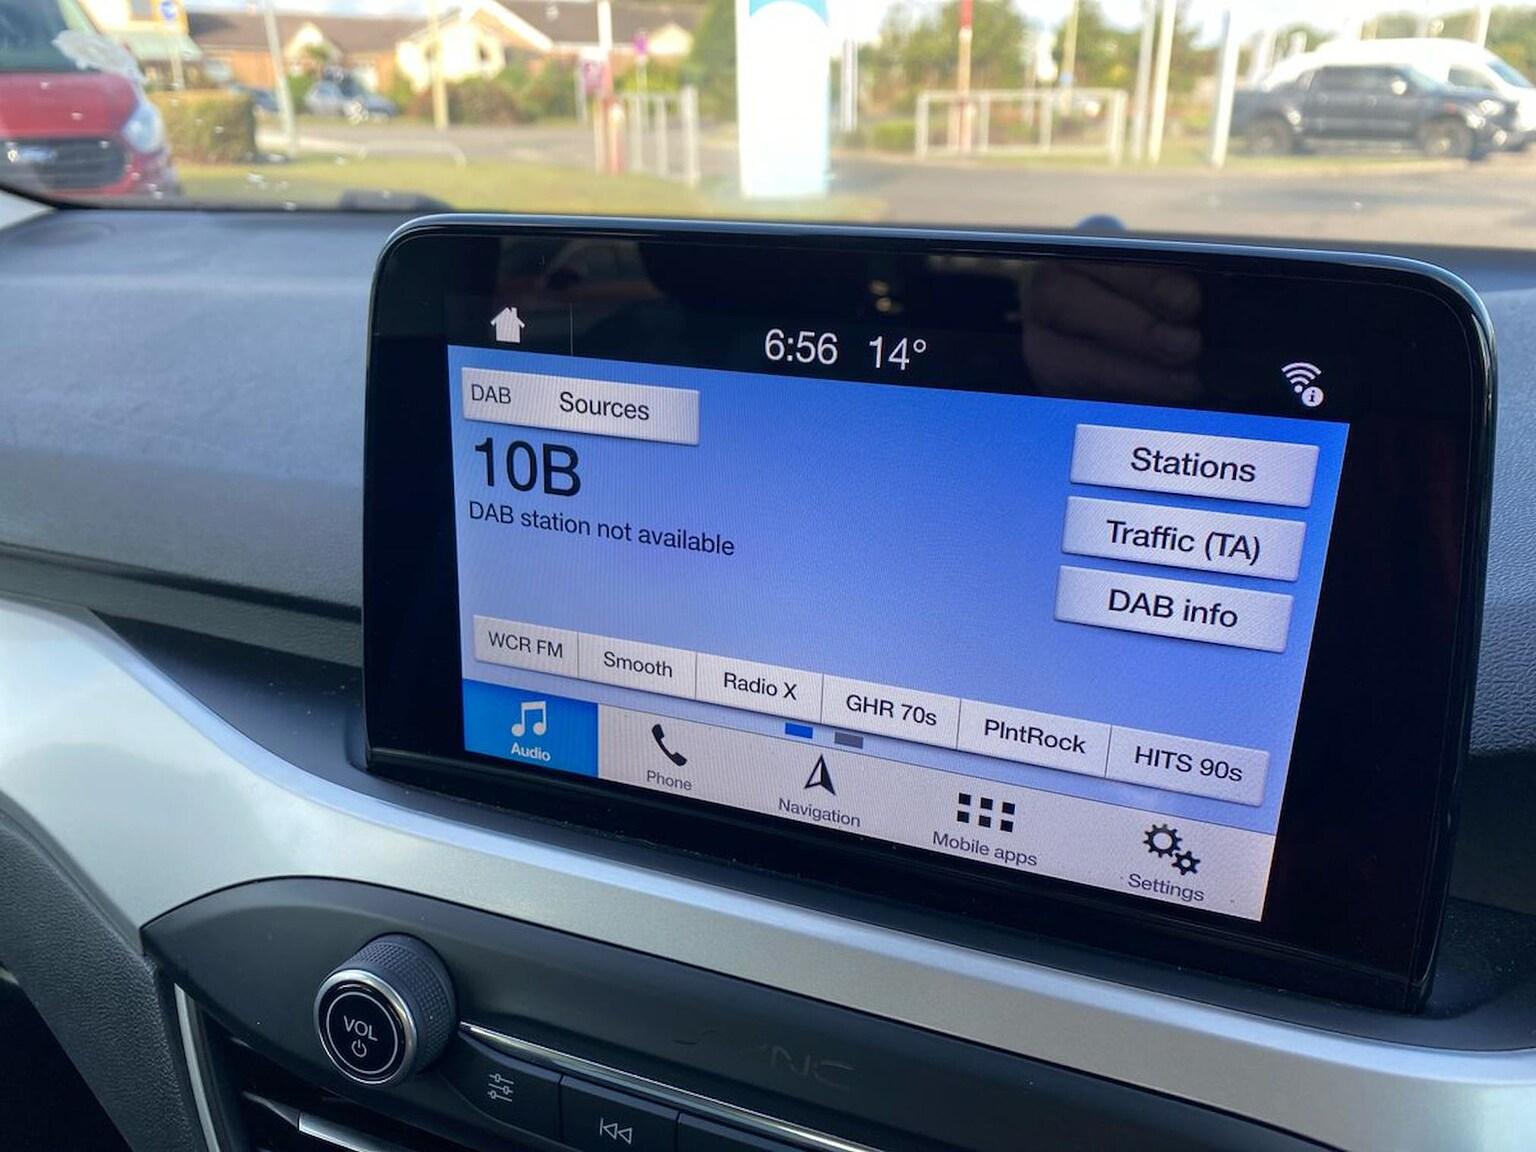 6:56 14°
DAB Sources
10B
DAB station not available
Stations
Traffic (TA)
DAB info
WCR FM Smooth Radio X GHR 70s PlntRock HITS 90s
Audio Phone Navigation Mobile apps Settings
VOL